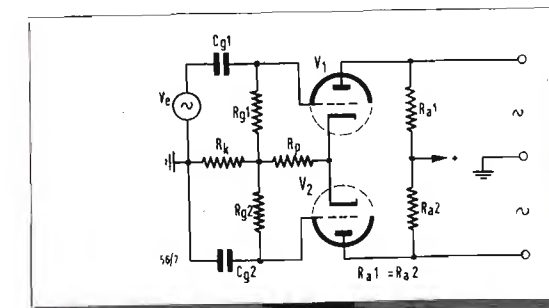 Cg1
V1
Ve
~
Rg1
Ra1
~
Rk
Rp
+
V2
Rg2
Ra2
~
56/7
Cg2
Ra1 = Ra2